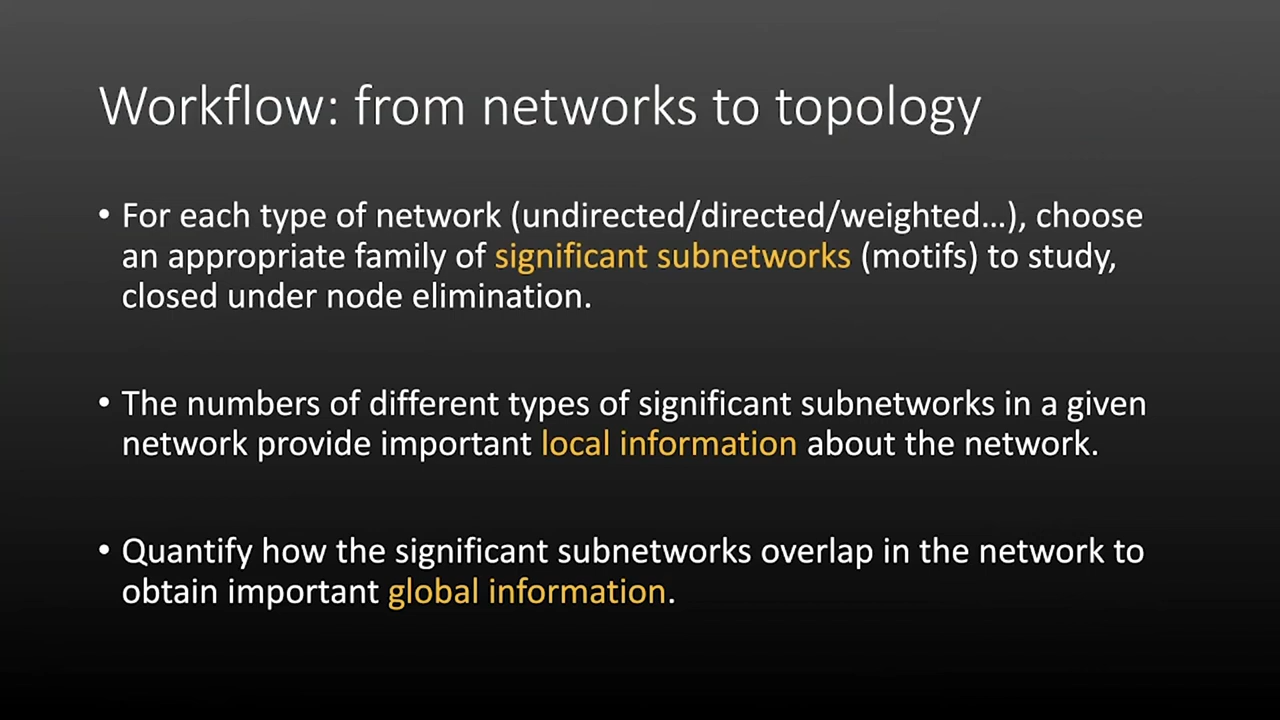 Workflow: from networks to topology
• For each type of network (undirected/directed/weighted...), choose
an appropriate family of significant subnetworks (motifs) to study,
closed under node elimination.
• The numbers of different types of significant subnetworks in a given
network provide important local information about the network.
• Quantify how the significant subnetworks overlap in the network to
obtain important global information.